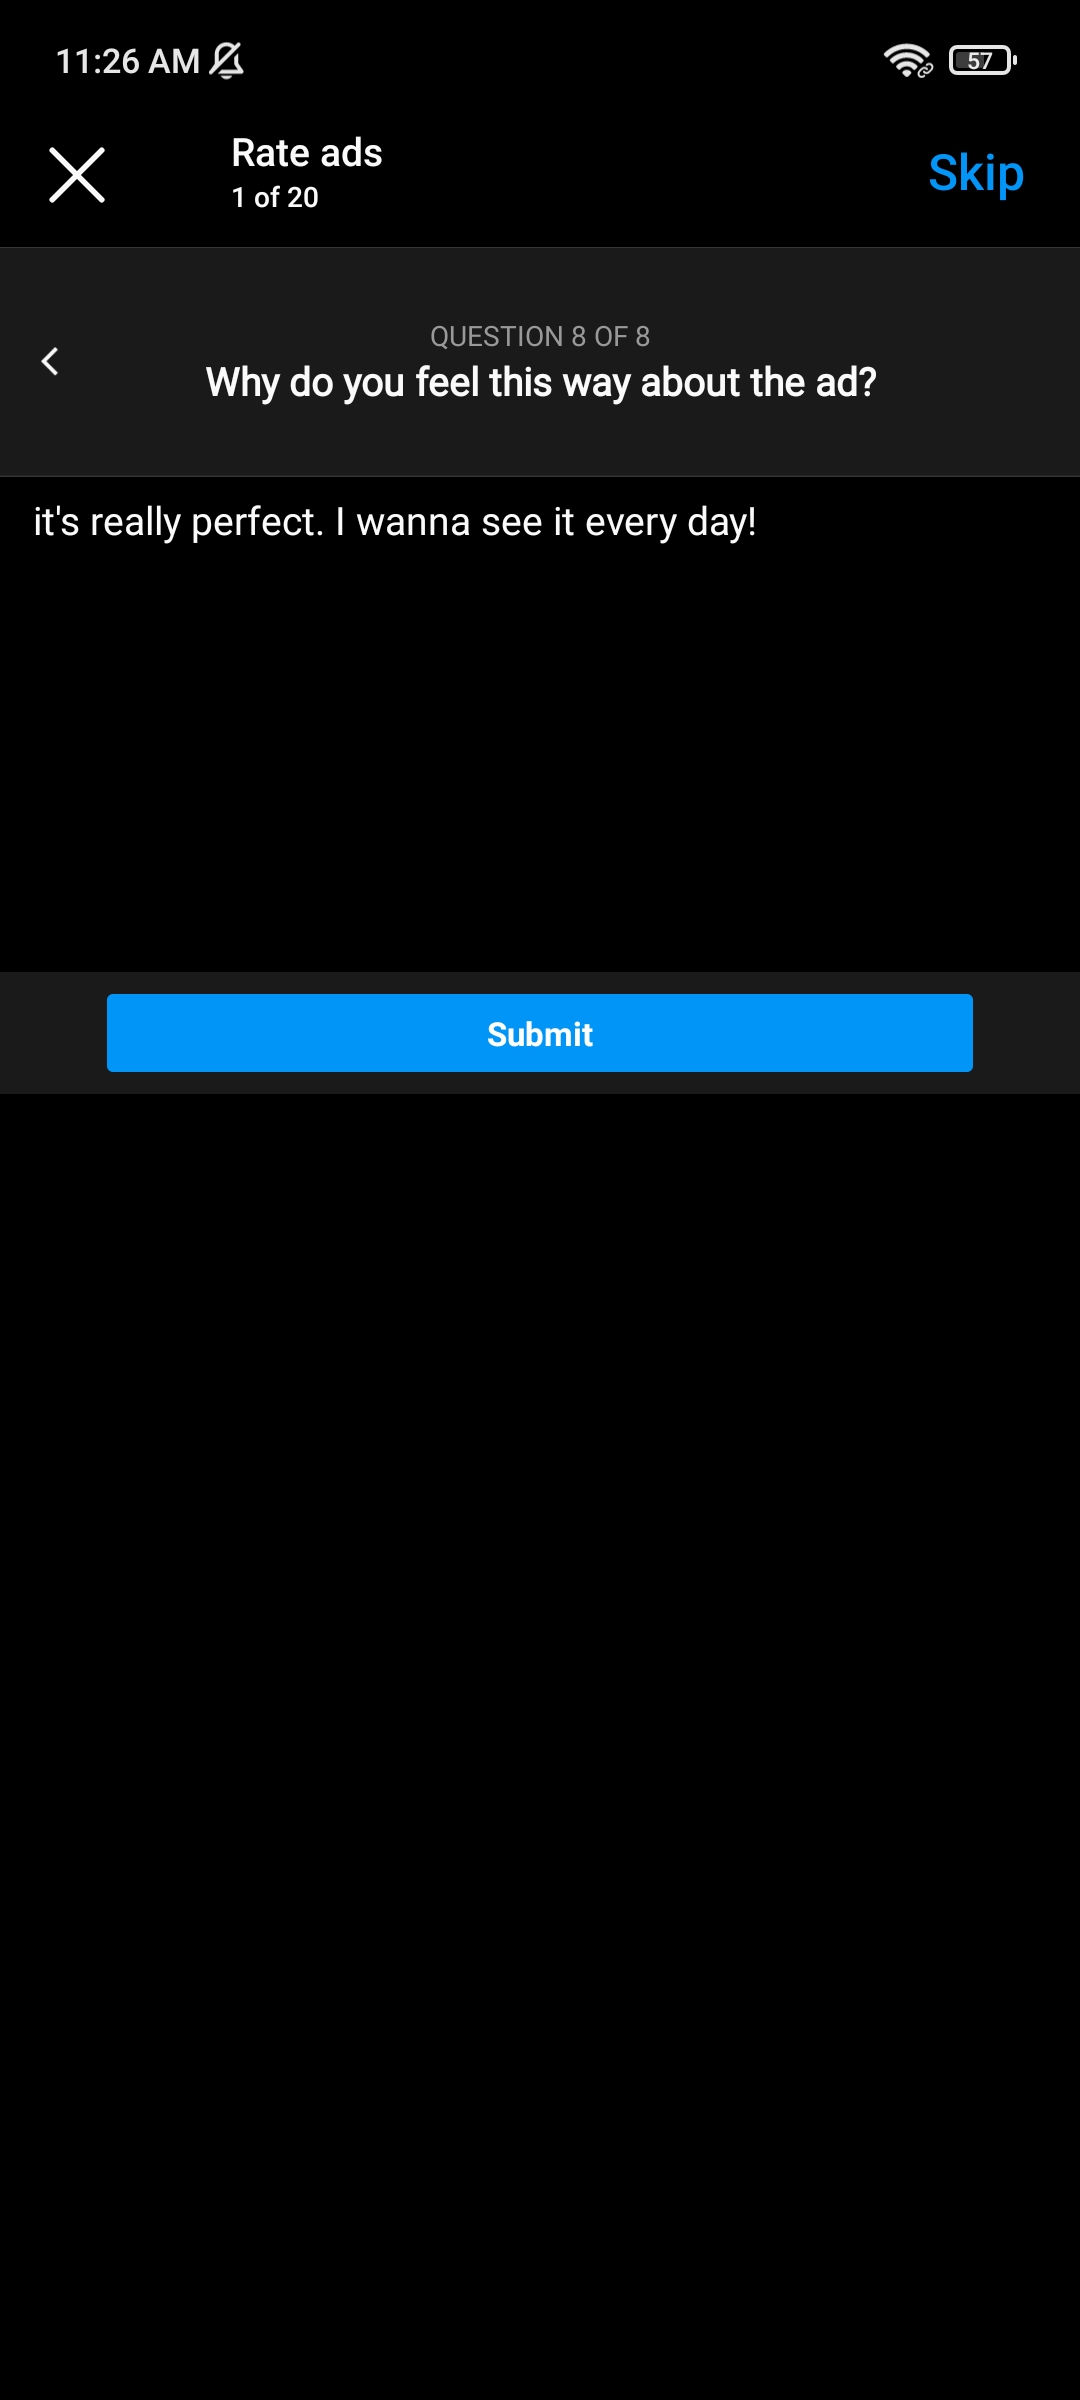 11:26 AM
57
Rate ads
1 of 20
Skip
QUESTION 8 OF 8
Why do you feel this way about the ad?
it's really perfect. I wanna see it every day!
Submit